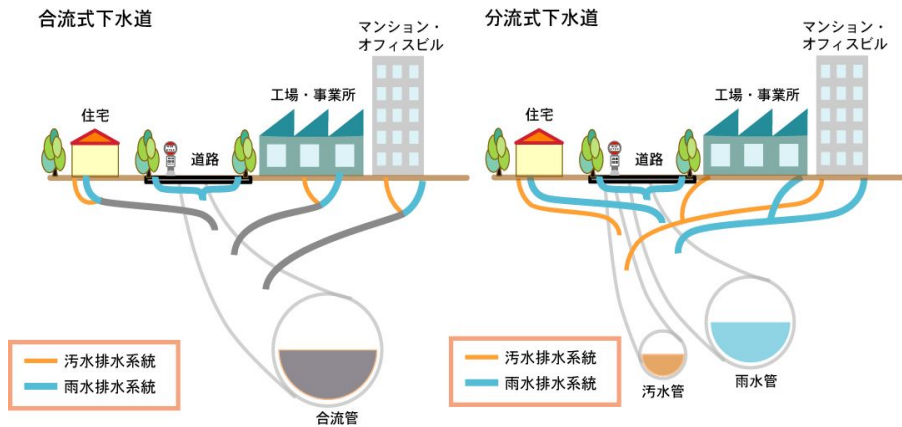 合流式下水道
マンション・
オフィスビル
工場・事業所
住宅
道路
汚水排水系統
雨水排水系統
合流管
分流式下水道
マンション・
オフィスビル
工場・事業所
住宅
道路
汚水排水系統
雨水排水系統
汚水管
雨水管